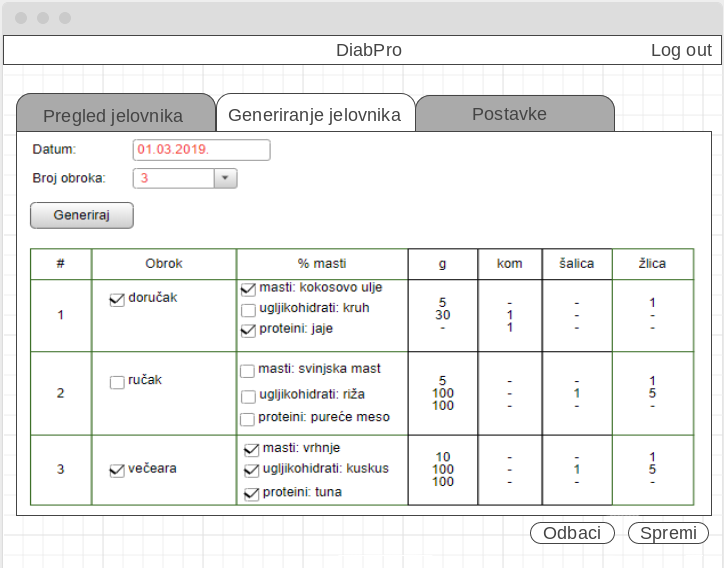 DiabPro Log out
Pregled jelovnika Generiranje jelovnika Postavke
Datum: 01.03.2019.
Broj obroka: 3
Generiraj
# Obrok % masti g kom šalica žlica
1 doručak masti: kokosovo ulje 5 - - 1
ugljikohidrati: kruh 30 1 - -
proteini: jaje - 1 - -
2 ručak masti: svinjska mast 5 - - 1
ugljikohidrati: riža 100 - 1 5
proteini: pureće meso 100 - - -
3 večeara masti: vrhnje 10 - - 1
ugljikohidrati: kuskus 100 - 1 5
proteini: tuna 100 - - -
Odbaci Spremi